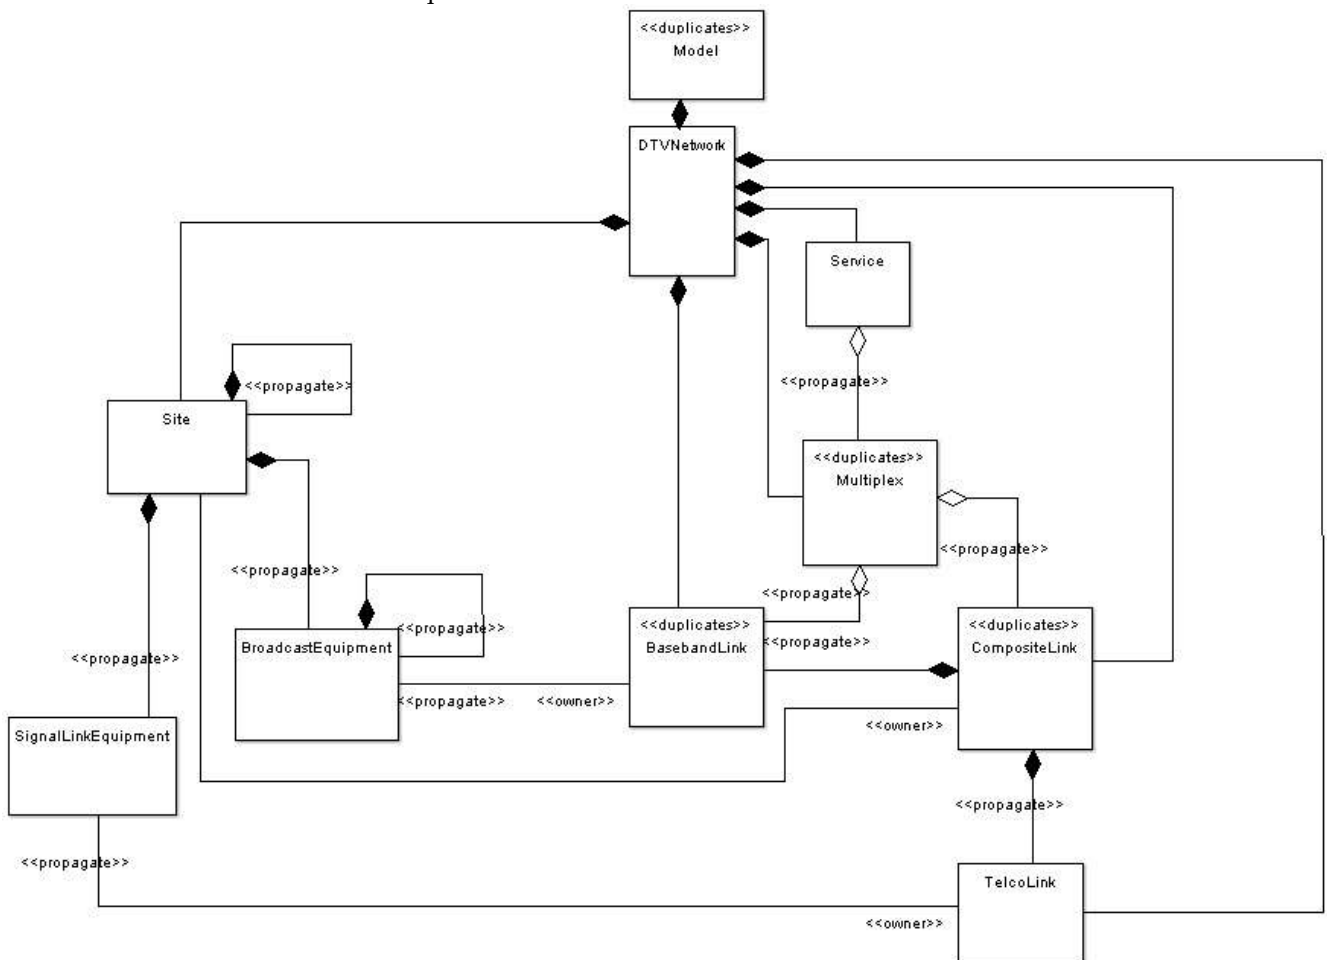 <<duplicates>>
Model
DTVNetwork
Service
<<propagate>>
<<propagate>>
Site
<<duplicates>>
Multiplex
<<propagate>>
<<propagate>>
<<propagate>>
<<propagate>>
BroadcastEquipment
<<duplicates>>
BasebandLink
<<propagate>>
<<duplicates>>
CompositeLink
<<propagate>>
<<propagate>>
<<owner>>
SignalLinkEquipment
<<owner>>
<<propagate>>
<<propagate>>
TelcoLink
<<owner>>